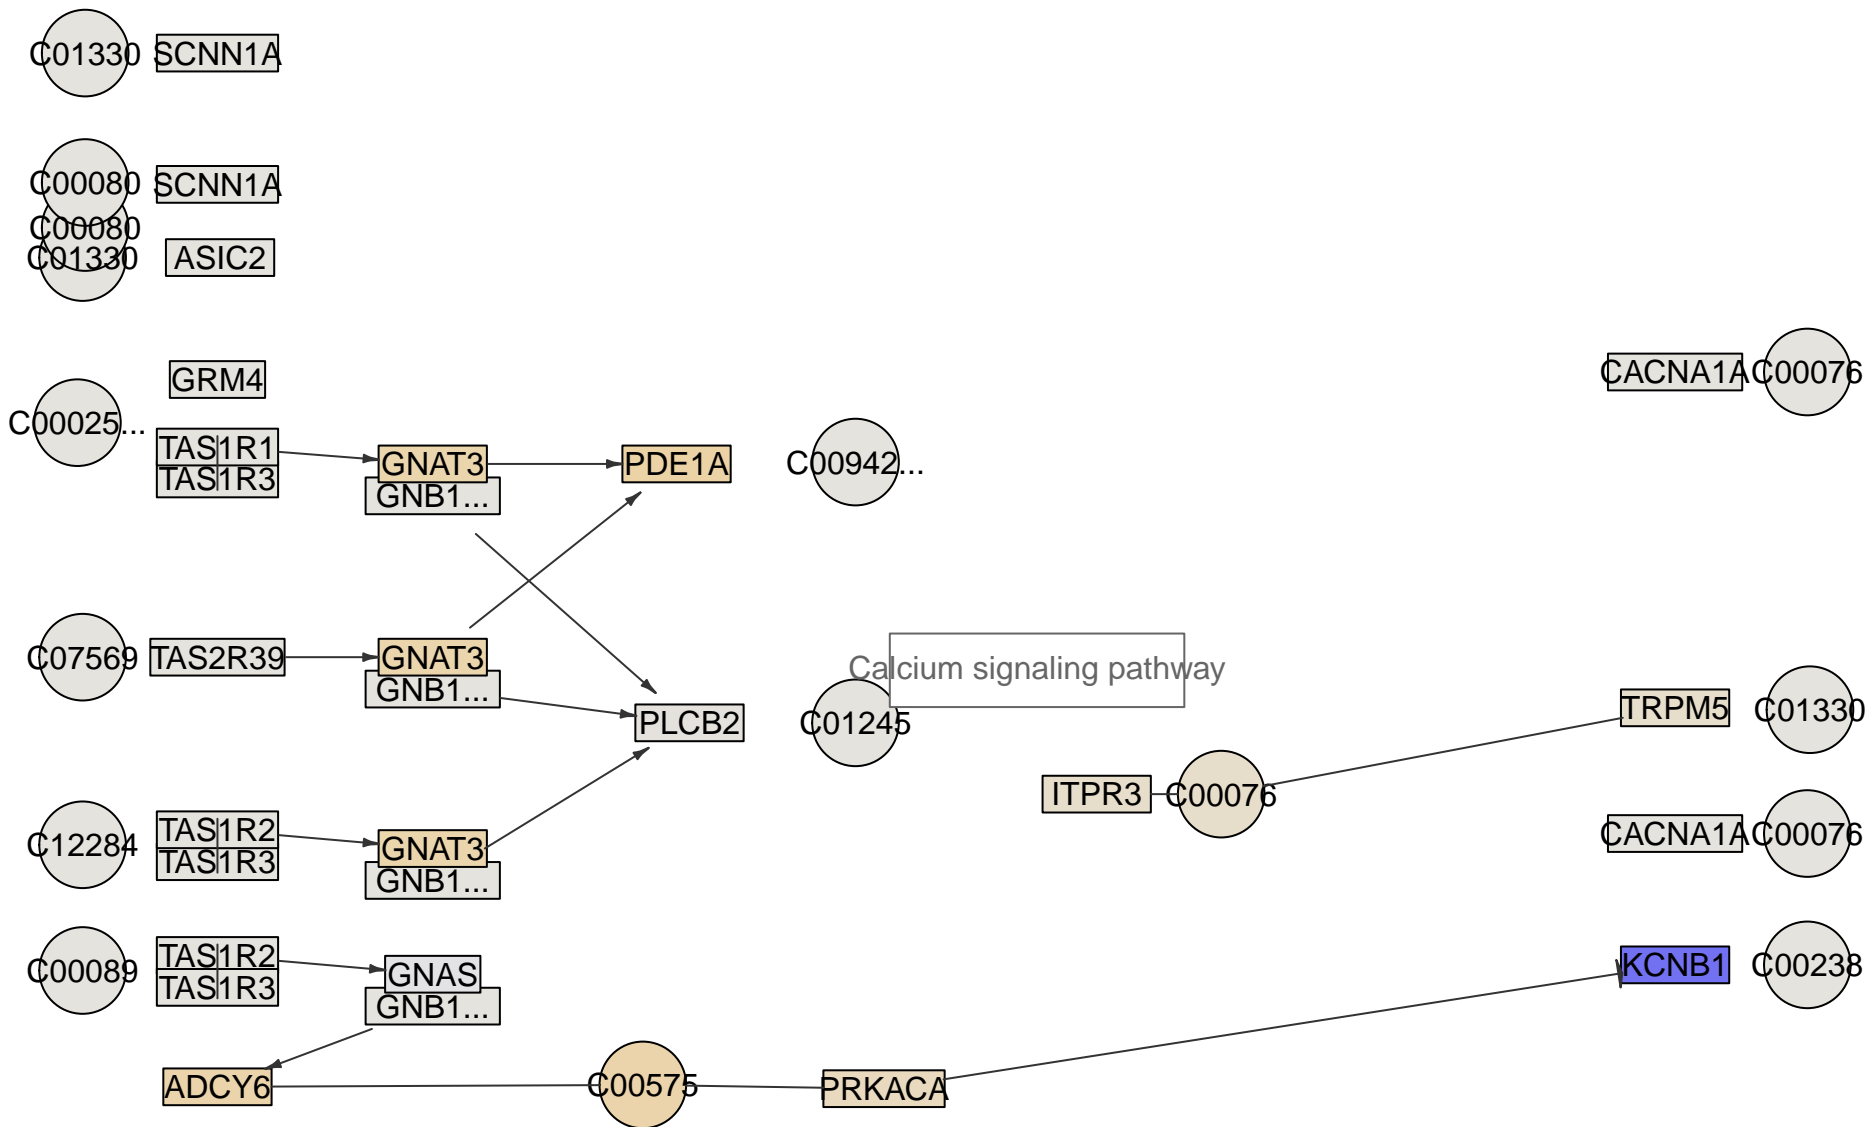 C01330 SCNN1A
C00080 SCNN1A
C00080
C01330 ASIC2
GRM4
CACNA1A C00076
C00025...
TAS1R1
TAS1R3
GNAT3
GNB1...
PDE1A
C00942...
C07569 TAS2R39
GNAT3
GNB1...
Calcium signaling pathway
PLCB2
C01245
TRPM5 C01330
ITPR3 C00076
C12284
TAS1R2
TAS1R3
GNAT3
GNB1...
CACNA1A C00076
C00089
TAS1R2
TAS1R3
GNAS
GNB1...
KCNB1 C00238
ADCY6
C00575
PRKACA